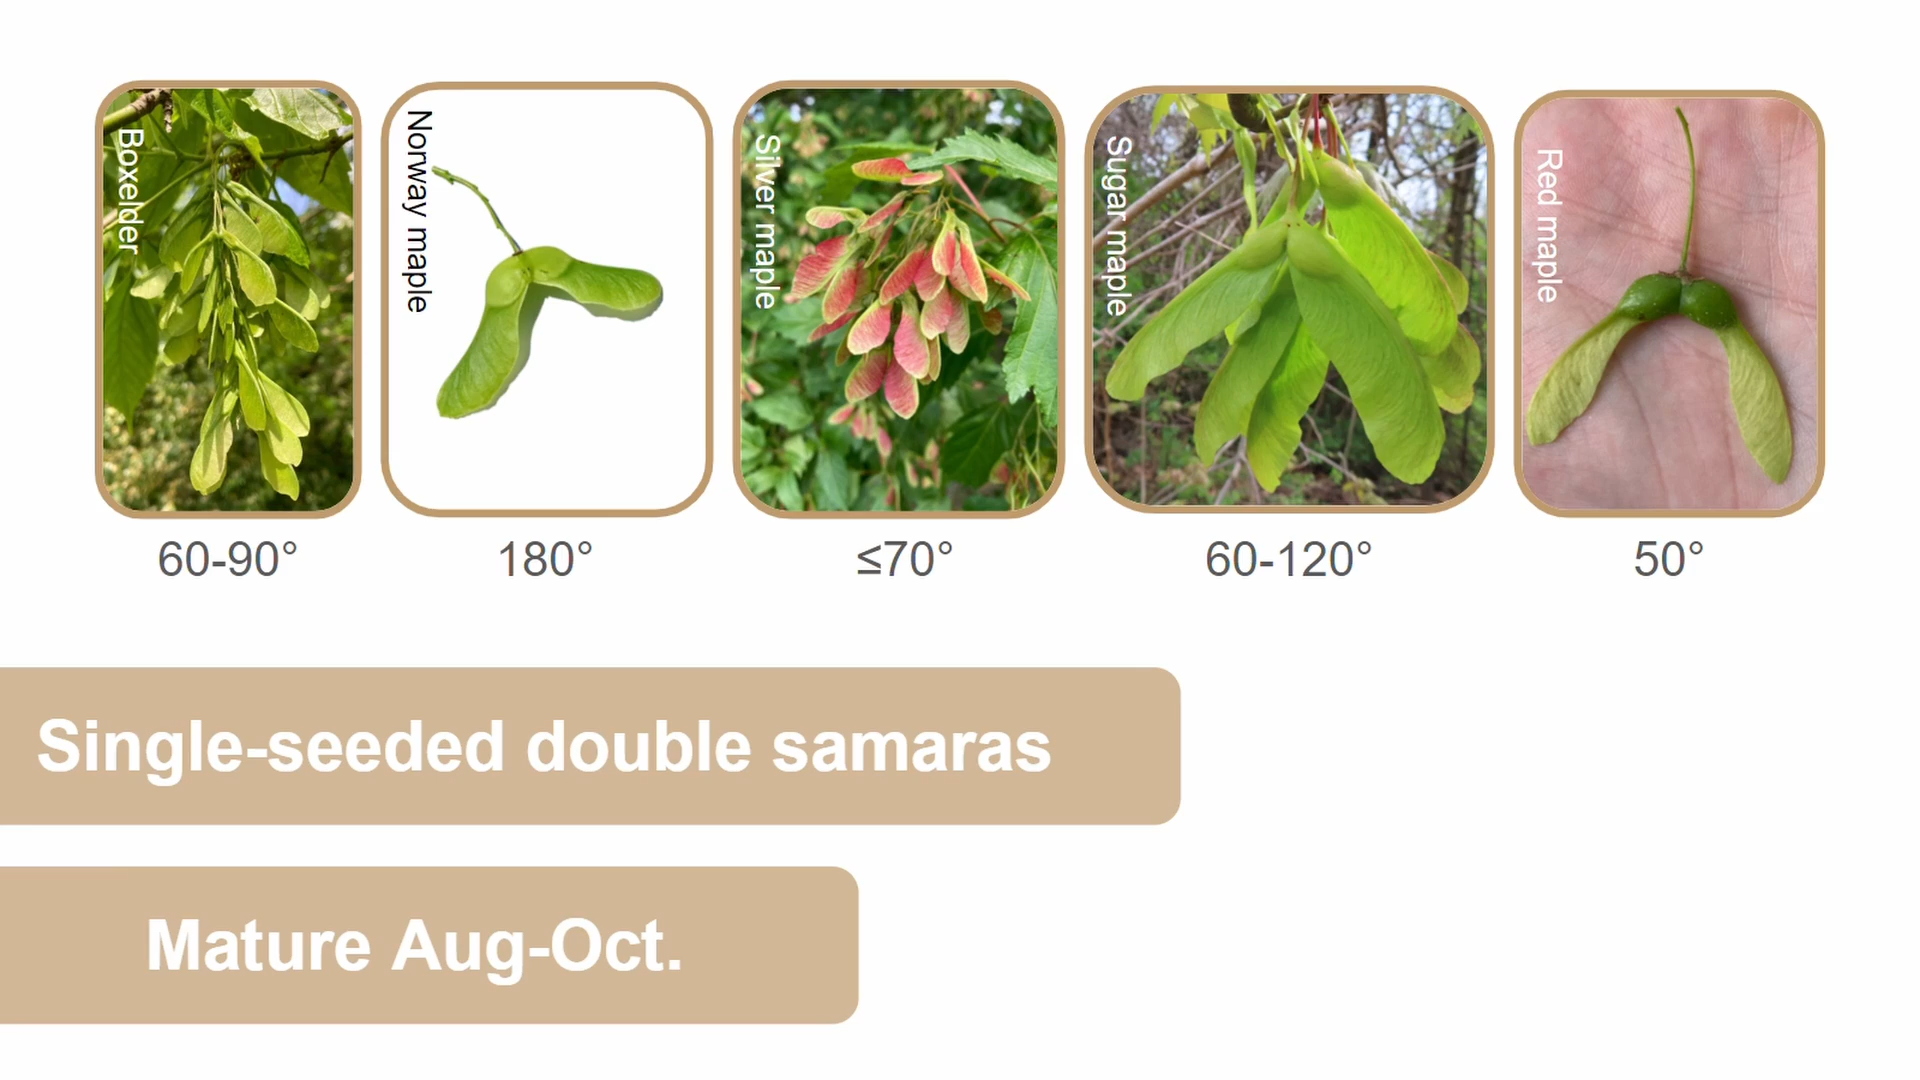 Boxelder
Norway maple
Silver maple
Sugar maple
Red maple
60-90°
180°
≤70°
60-120°
50°
Single-seeded double samaras
Mature Aug-Oct.